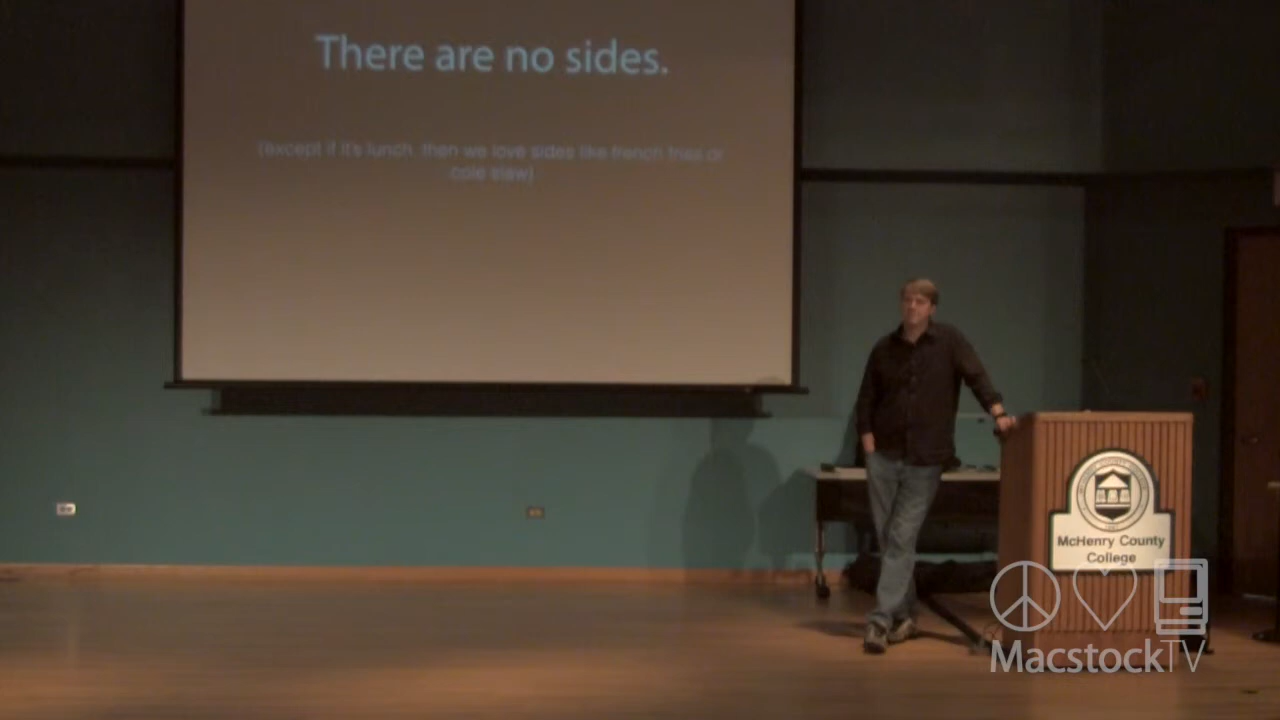 There are no sides.
(except if it's lunch, then we love sides like french fries or
cole slaw)
McHenry County
College
MacstockTV